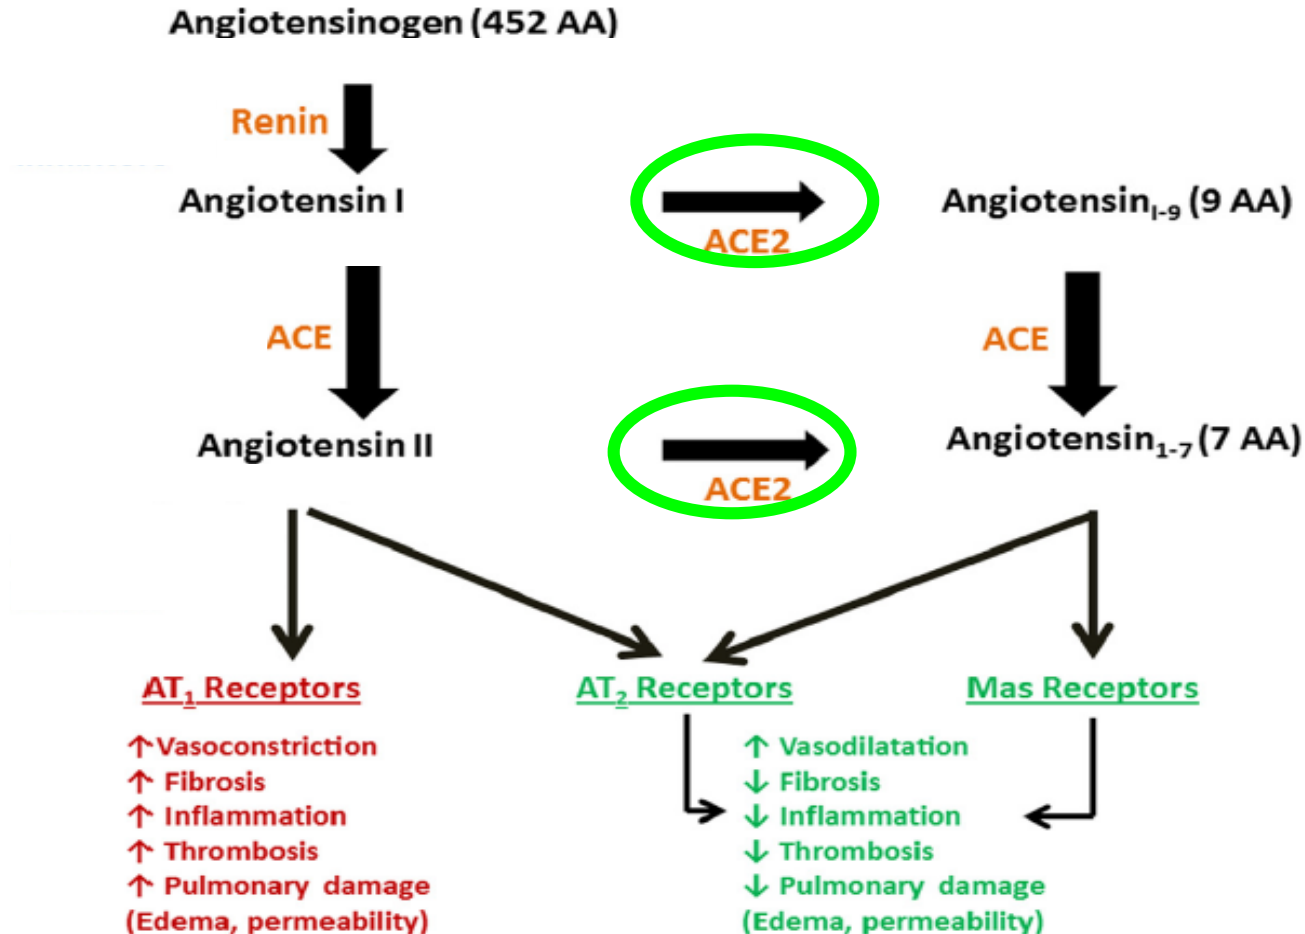 Angiotensinogen (452 AA)
Renin
Angiotensin I
ACE2
Angiotensin₁₋₉ (9 AA)
ACE
ACE
Angiotensin II
ACE2
Angiotensin₁₋₇ (7 AA)
AT₁ Receptors
AT₂ Receptors
Mas Receptors
↑ Vasoconstriction
↑ Fibrosis
↑ Inflammation
↑ Thrombosis
↑ Pulmonary damage
(Edema, permeability)
↑ Vasodilatation
↓ Fibrosis
↓ Inflammation
↓ Thrombosis
↓ Pulmonary damage
(Edema, permeability)